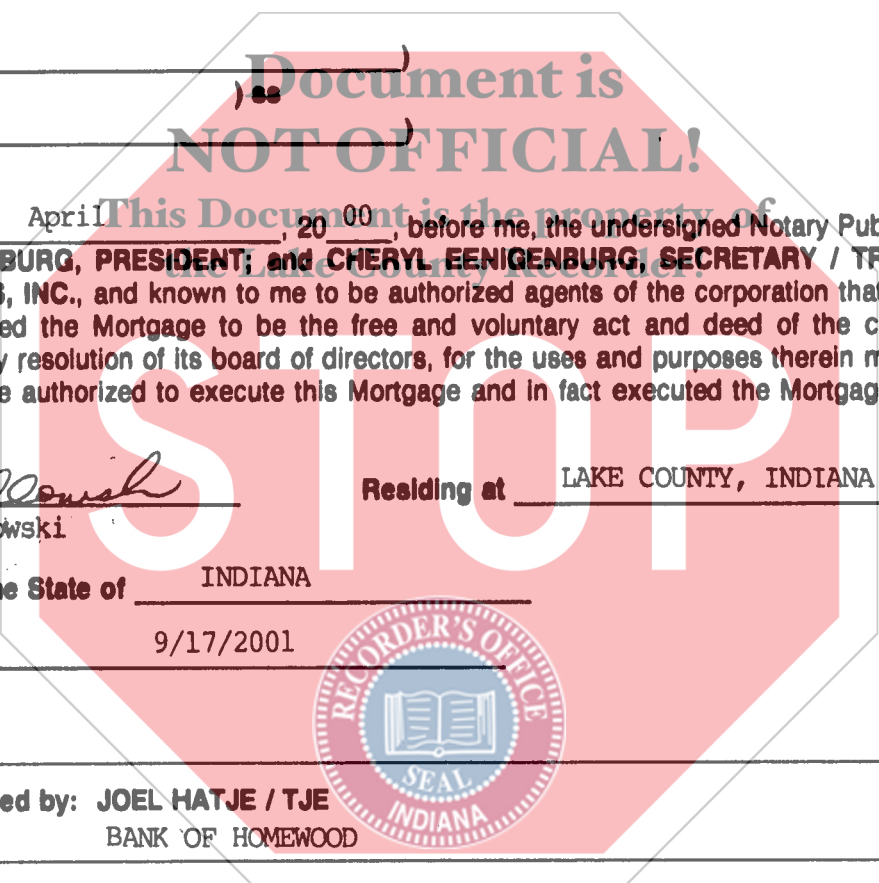 Document is
) ss
NOT OFFICIAL!
This Document is the property of
the Lake County Recorder!
April , 20 00 , before me, the undersigned Notary Pub
BURG, PRESIDENT; and CHERYL EENIGENBURG, SECRETARY / TR
, INC., and known to me to be authorized agents of the corporation that
ed the Mortgage to be the free and voluntary act and deed of the c
y resolution of its board of directors, for the uses and purposes therein m
e authorized to execute this Mortgage and in fact executed the Mortgag
STOP
Residing at LAKE COUNTY, INDIANA
wski
e State of INDIANA
9/17/2001
RECORDER'S OFFICE
SEAL
INDIANA
ed by: JOEL HATJE / TJE
BANK OF HOMEWOOD